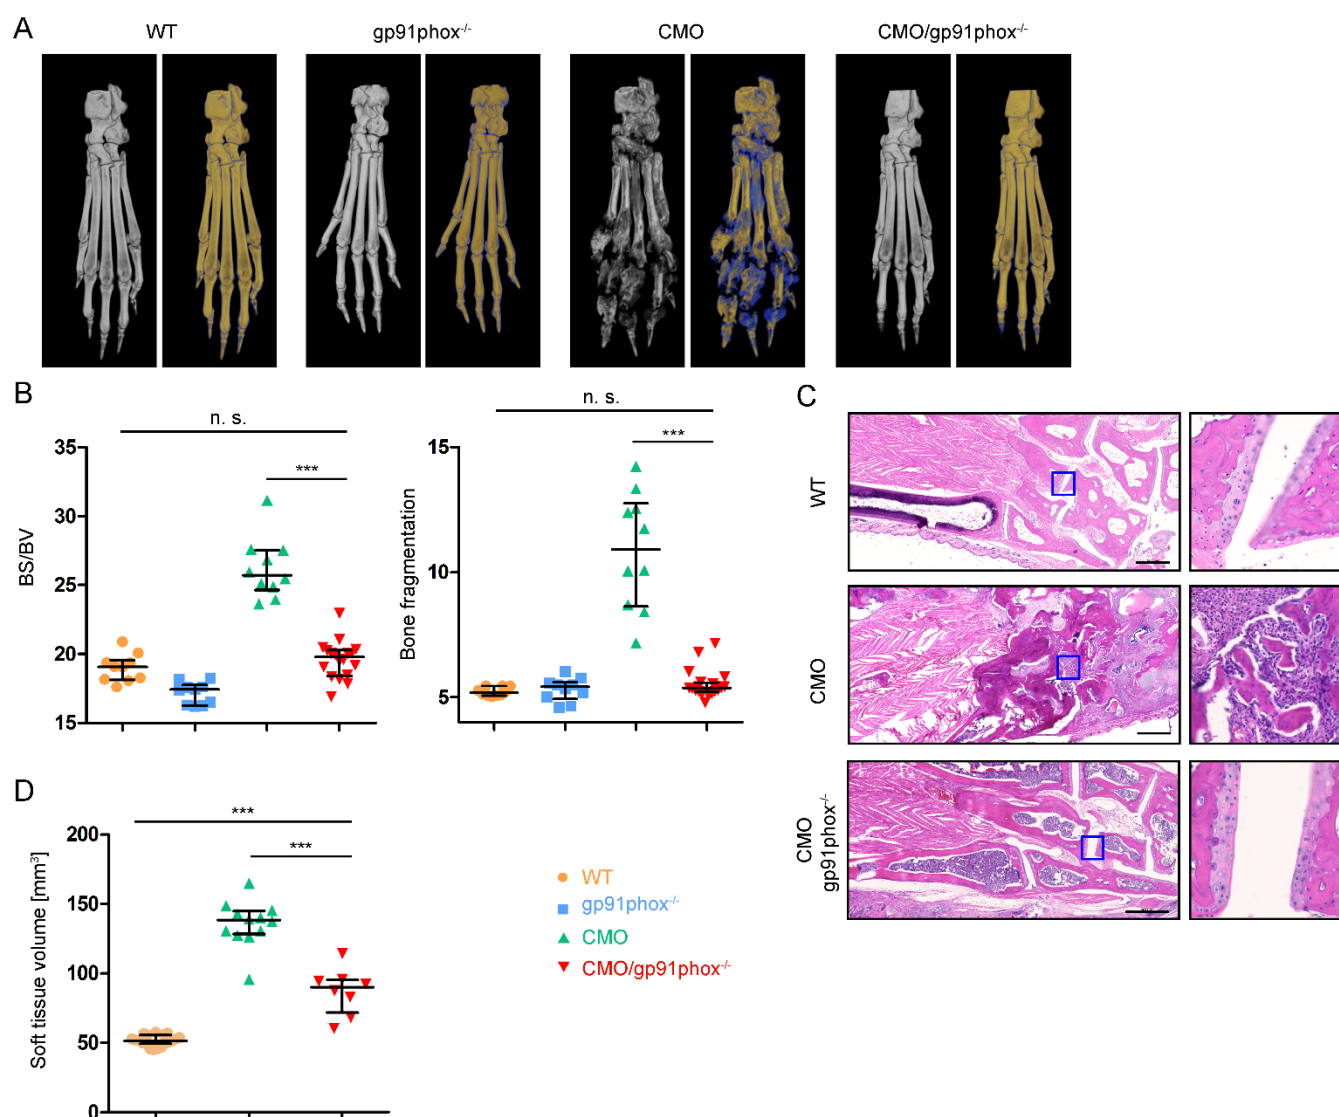 A
WT
gp91phox-/-
CMO
CMO/gp91phox-/-
B
n. s.
***
35
30
25
20
15
BS/BV
n. s.
***
15
10
5
Bone fragmentation
C
WT
CMO
CMO
gp91phox-/-
D
***
***
200
150
100
50
0
Soft tissue volume [mm³]
WT
gp91phox-/-
CMO
CMO/gp91phox-/-